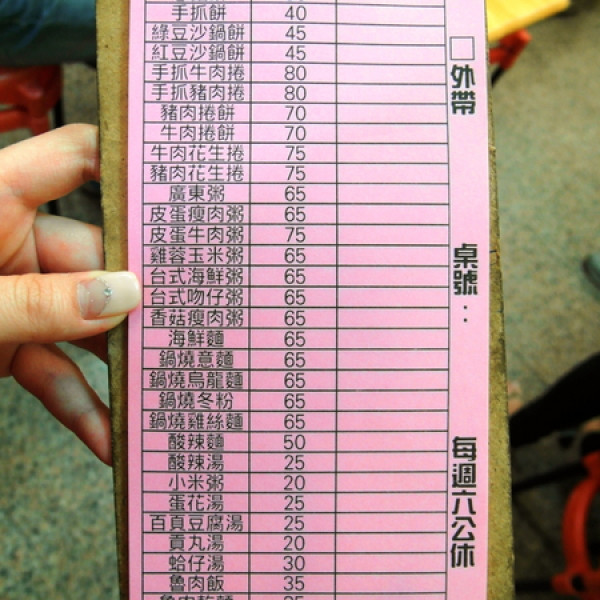 手抓餅 40
綠豆沙鍋餅 45
紅豆沙鍋餅 45
手抓牛肉捲 80
手抓豬肉捲 80
豬肉捲餅 70
牛肉捲餅 70
牛肉花生捲 75
豬肉花生捲 75
廣東粥 65
皮蛋瘦肉粥 65
皮蛋牛肉粥 75
雞蓉玉米粥 65
台式海鮮粥 65
台式吻仔粥 65
香菇瘦肉粥 65
海鮮麵 65
鍋燒意麵 65
鍋燒烏龍麵 65
鍋燒冬粉 65
鍋燒雞絲麵 65
酸辣麵 50
酸辣湯 25
小米粥 20
蛋花湯 25
百頁豆腐湯 25
貢丸湯 20
蛤仔湯 30
魯肉飯 35
□外帶
桌號：
每週六公休